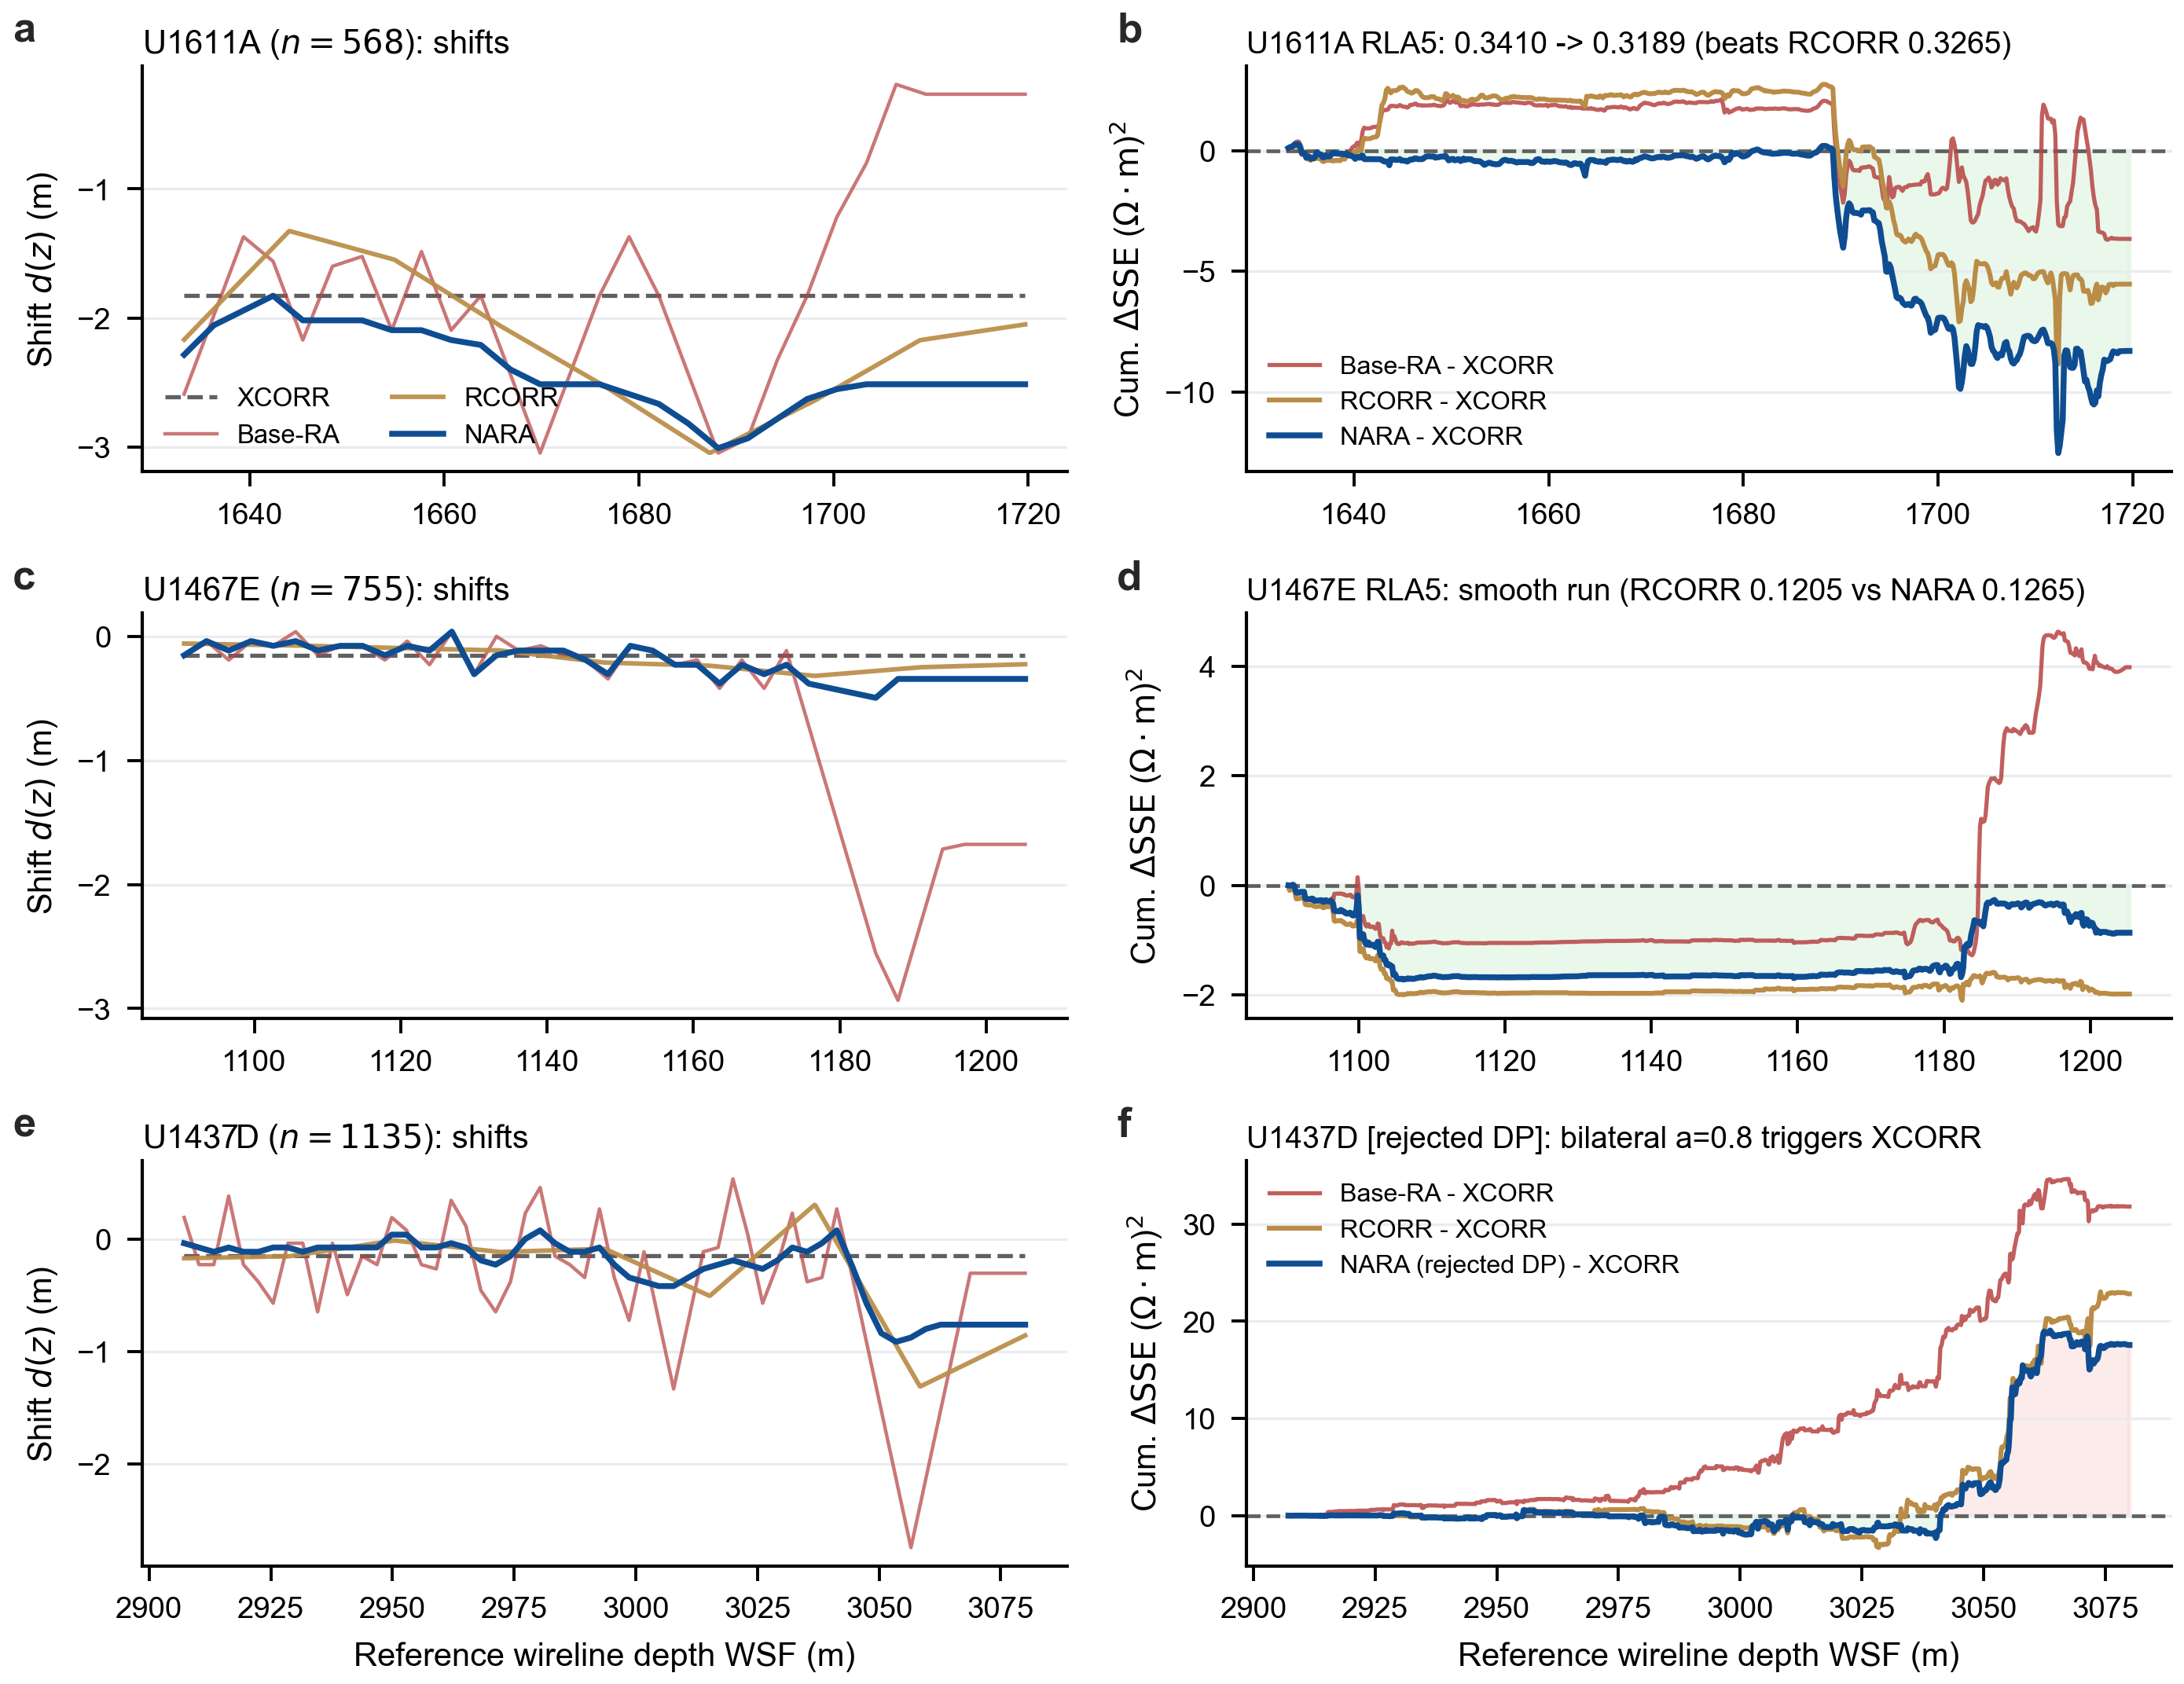 a
U1611A (n = 568): shifts
Shift d(z) (m)
−1
−2
−3
XCORR
Base-RA
RCORR
NARA
1640
1660
1680
1700
1720
b
U1611A RLA5: 0.3410 -> 0.3189 (beats RCORR 0.3265)
Cum. ΔSSE (Ω · m)²
0
−5
−10
Base-RA - XCORR
RCORR - XCORR
NARA - XCORR
1640
1660
1680
1700
1720
c
U1467E (n = 755): shifts
Shift d(z) (m)
0
−1
−2
−3
1100
1120
1140
1160
1180
1200
d
U1467E RLA5: smooth run (RCORR 0.1205 vs NARA 0.1265)
Cum. ΔSSE (Ω · m)²
4
2
0
−2
1100
1120
1140
1160
1180
1200
e
U1437D (n = 1135): shifts
Shift d(z) (m)
0
−1
−2
2900
2925
2950
2975
3000
3025
3050
3075
Reference wireline depth WSF (m)
f
U1437D [rejected DP]: bilateral a=0.8 triggers XCORR
Cum. ΔSSE (Ω · m)²
30
20
10
0
Base-RA - XCORR
RCORR - XCORR
NARA (rejected DP) - XCORR
2900
2925
2950
2975
3000
3025
3050
3075
Reference wireline depth WSF (m)